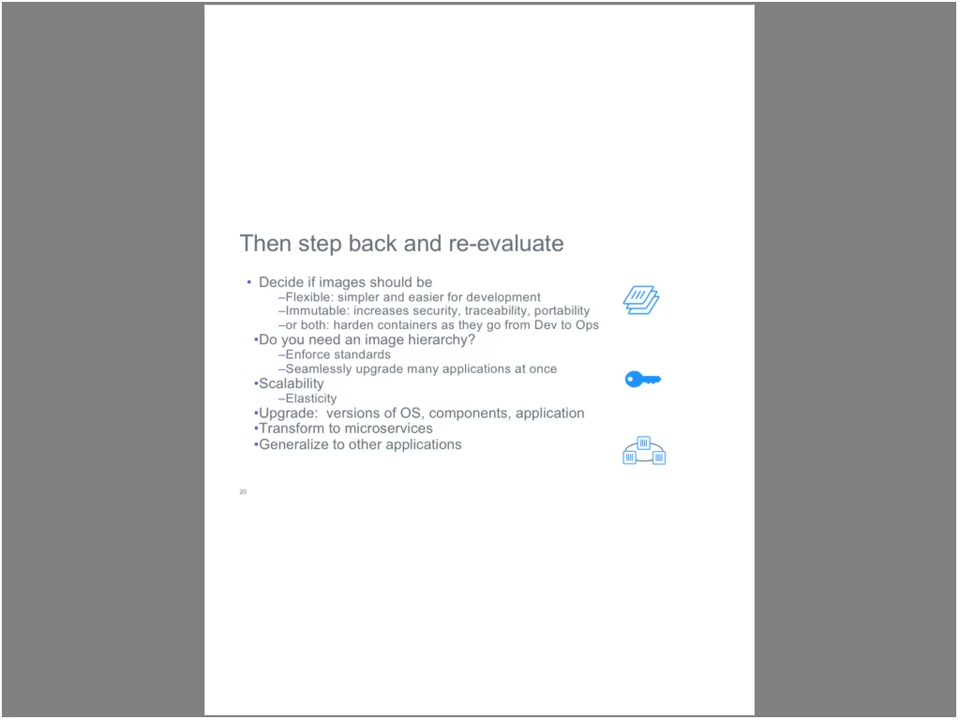 Then step back and re-evaluate
• Decide if images should be
–Flexible: simpler and easier for development
–Immutable: increases security, traceability, portability
–or both: harden containers as they go from Dev to Ops
•Do you need an image hierarchy?
–Enforce standards
–Seamlessly upgrade many applications at once
•Scalability
–Elasticity
•Upgrade:  versions of OS, components, application
•Transform to microservices
•Generalize to other applications
20